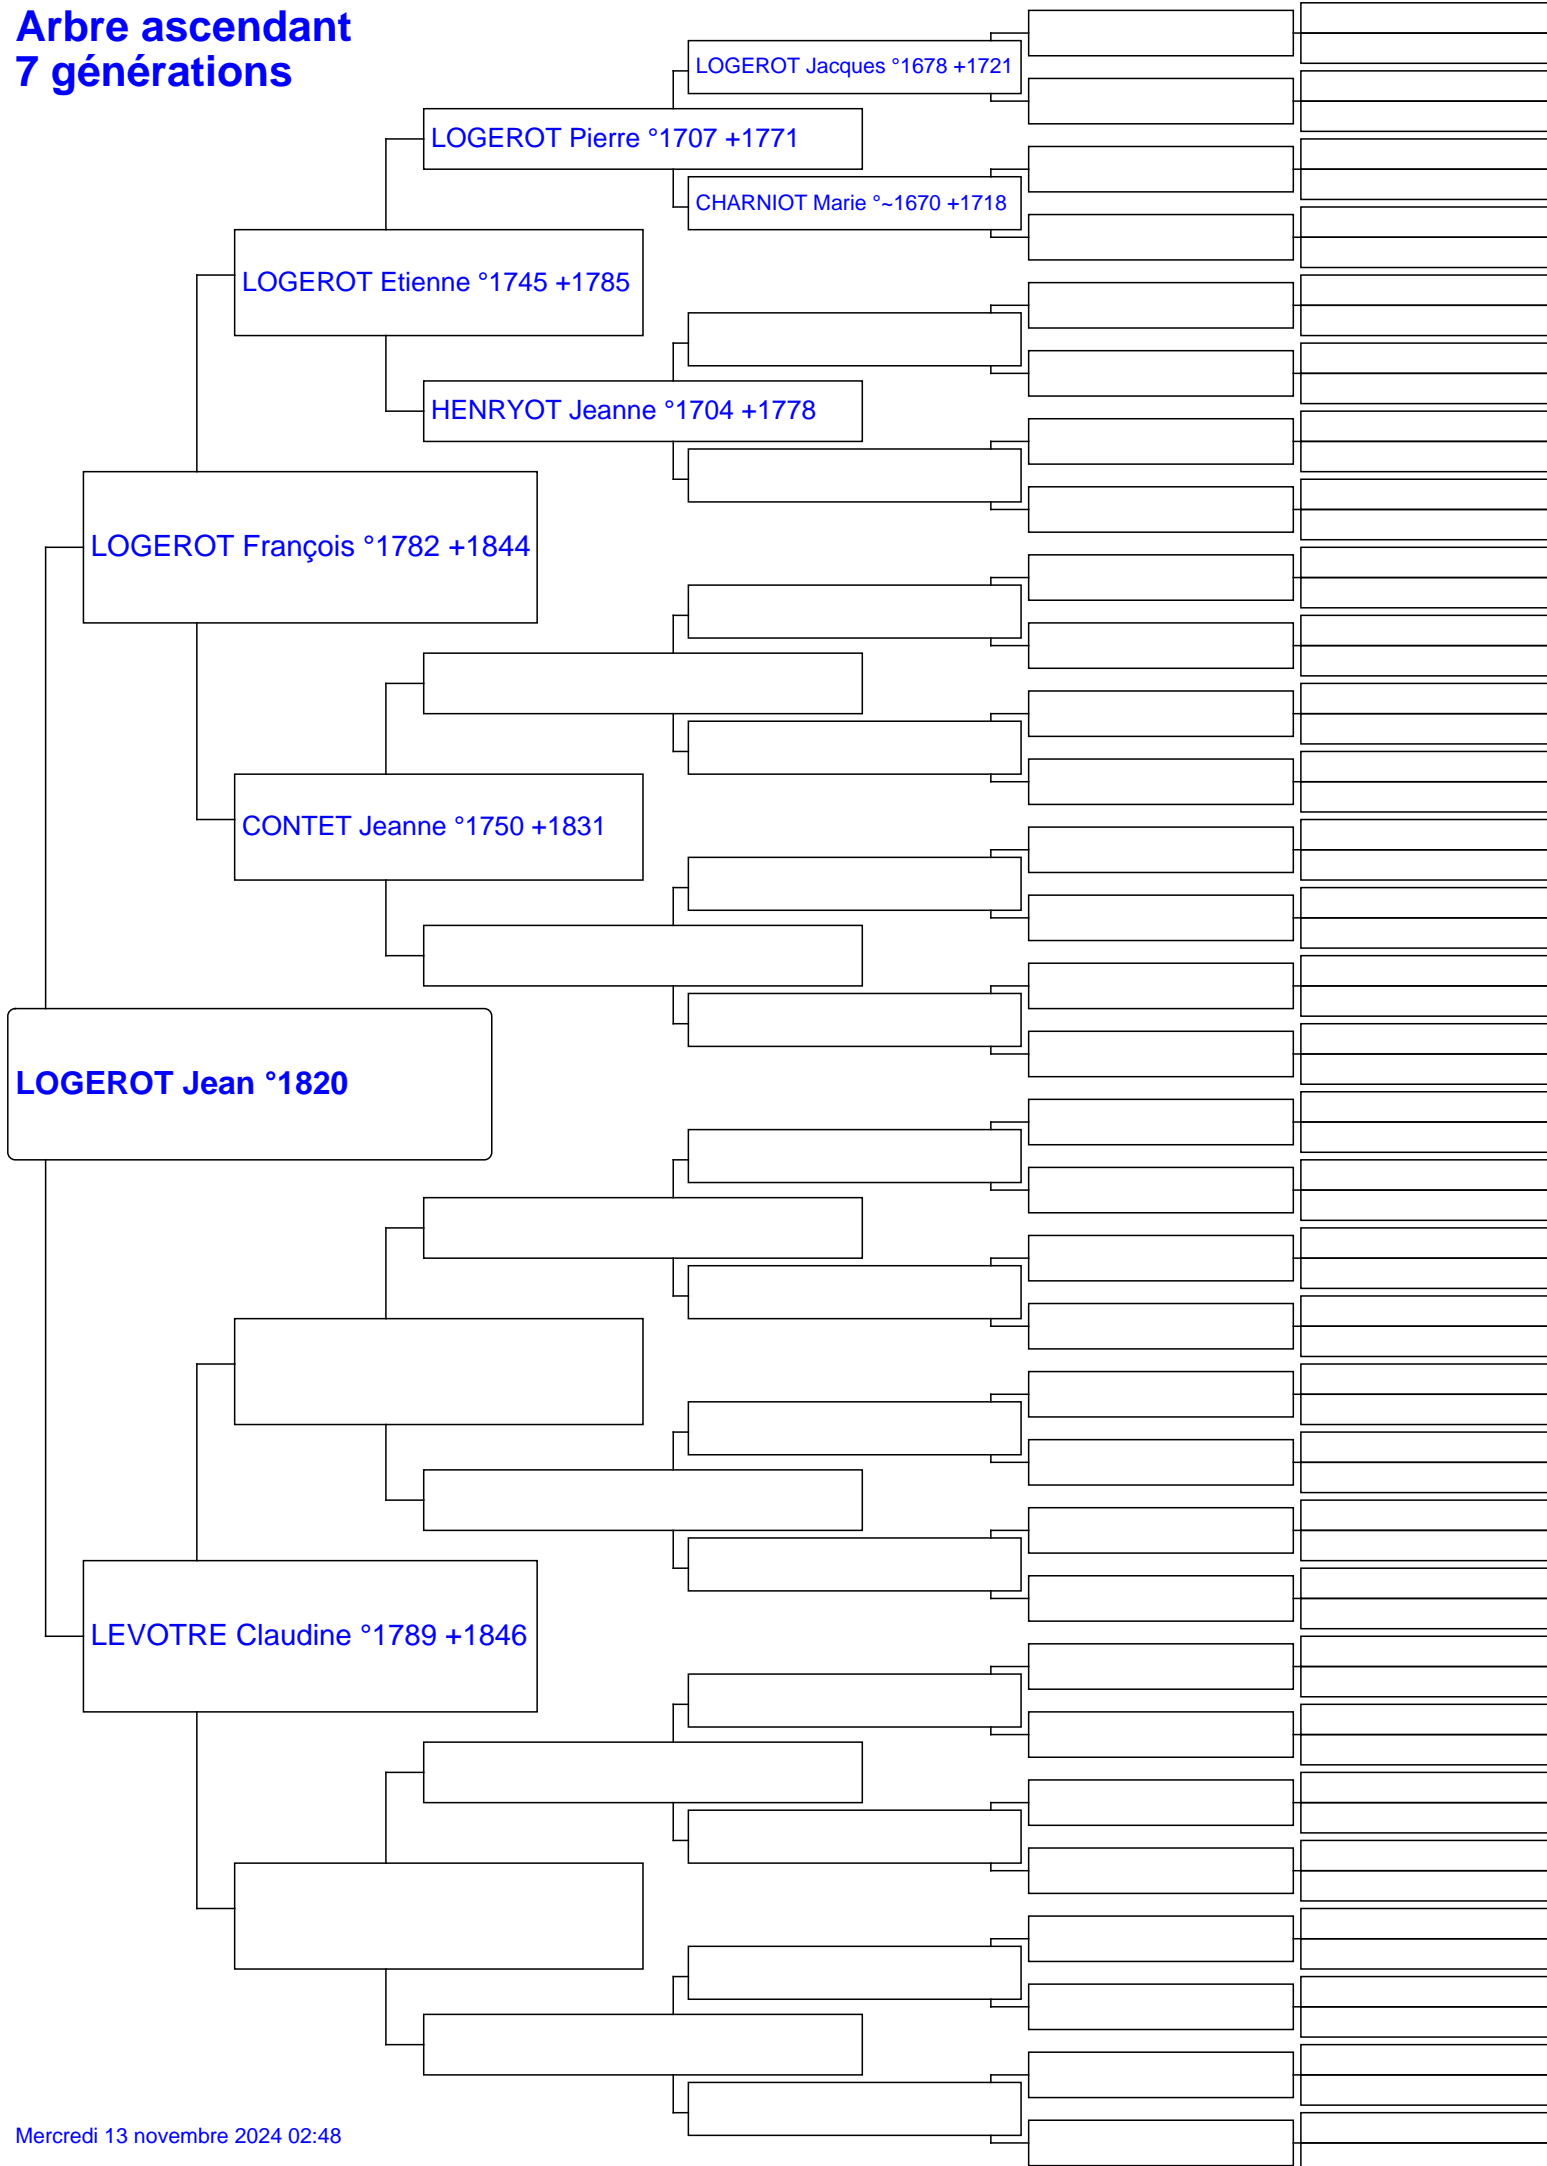 Arbre ascendant
7 générations
LOGEROT Jacques °1678 +1721
LOGEROT Pierre °1707 +1771
CHARNIOT Marie °~1670 +1718
LOGEROT Etienne °1745 +1785
HENRYOT Jeanne °1704 +1778
LOGEROT François °1782 +1844
CONTET Jeanne °1750 +1831
LOGEROT Jean °1820
LEVOTRE Claudine °1789 +1846
Mercredi 13 novembre 2024 02:48